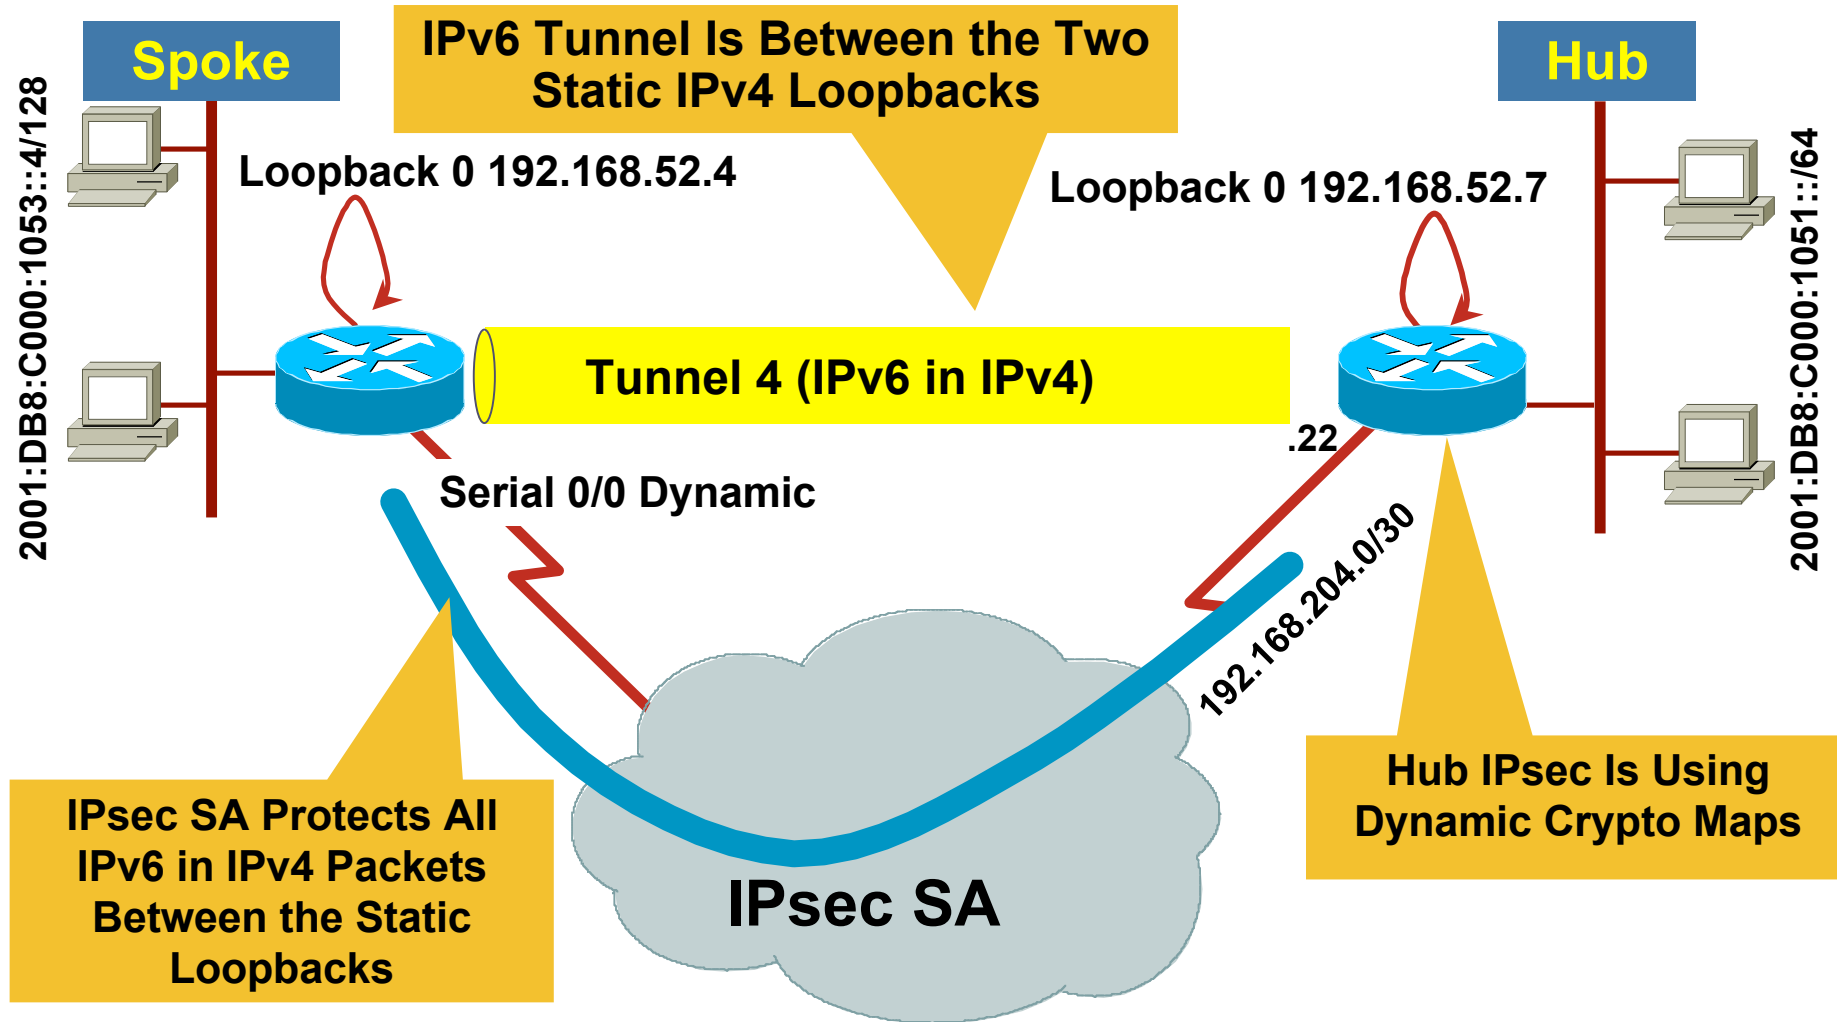 IPv6 Tunnel Is Between the Two
Static IPv4 Loopbacks
Spoke
Hub
2001:DB8:C000:1053::4/128
Loopback 0 192.168.52.4
Loopback 0 192.168.52.7
2001:DB8:C000:1051::/64
Tunnel 4 (IPv6 in IPv4)
.22
Serial 0/0 Dynamic
192.168.204.0/30
IPsec SA Protects All
IPv6 in IPv4 Packets
Between the Static
Loopbacks
IPsec SA
Hub IPsec Is Using
Dynamic Crypto Maps